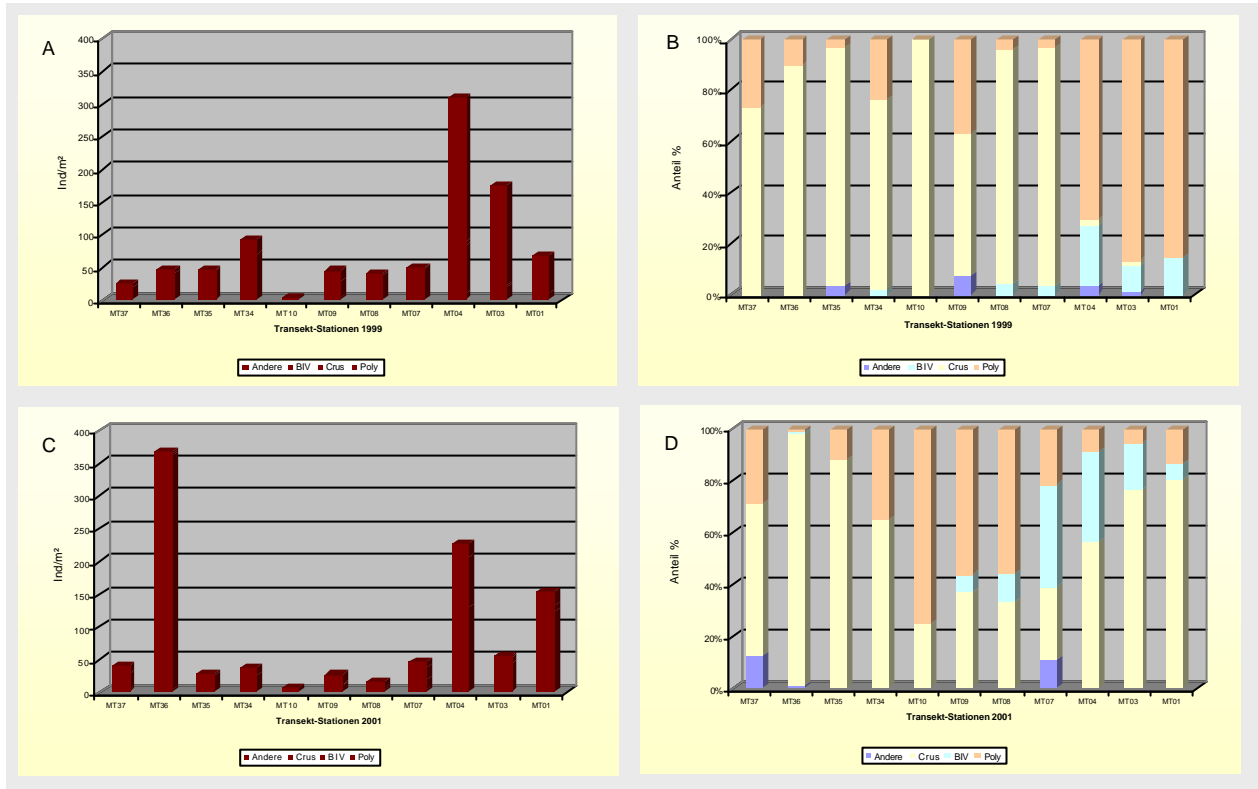 A
400
350
300
250
200
150
100
50
0
Ind/m²
MT37 MT36 MT35 MT34 MT10 MT09 MT08 MT07 MT04 MT03 MT01
Transekt-Stationen 1999
Andere BIV Crus Poly
B
100%
80%
60%
40%
20%
0%
Anteil %
MT37 MT36 MT35 MT34 MT10 MT09 MT08 MT07 MT04 MT03 MT01
Transekt-Stationen 1999
Andere BIV Crus Poly
C
400
350
300
250
200
150
100
50
0
Ind/m²
MT37 MT36 MT35 MT34 MT10 MT09 MT08 MT07 MT04 MT03 MT01
Transekt-Stationen 2001
Andere Crus BIV Poly
D
100%
80%
60%
40%
20%
0%
Anteil %
MT37 MT36 MT35 MT34 MT10 MT09 MT08 MT07 MT04 MT03 MT01
Transekt-Stationen 2001
Andere Crus BIV Poly